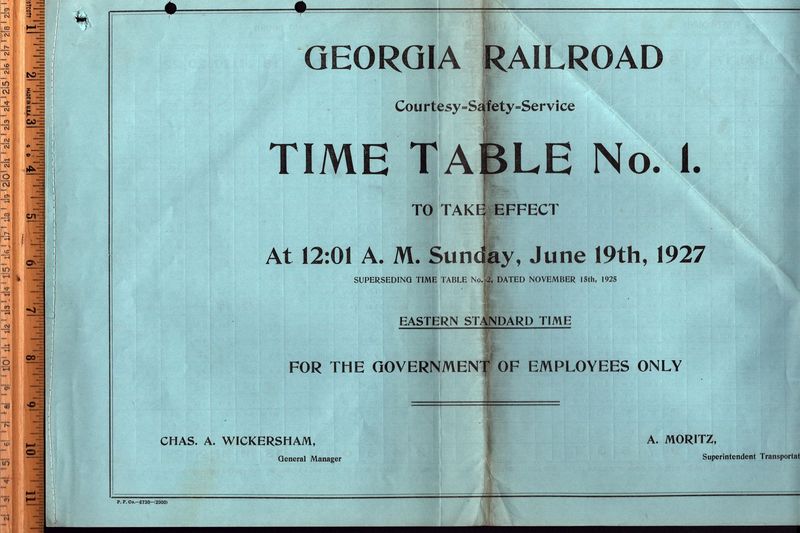 GEORGIA RAILROAD
Courtesy-Safety-Service
TIME TABLE No. 1.
TO TAKE EFFECT
At 12:01 A. M. Sunday, June 19th, 1927
SUPERSEDING TIME TABLE No. 2, DATED NOVEMBER 15th, 1925
EASTERN STANDARD TIME
FOR THE GOVERNMENT OF EMPLOYEES ONLY
CHAS. A. WICKERSHAM,
General Manager
A. MORITZ,
Superintendent Transportat